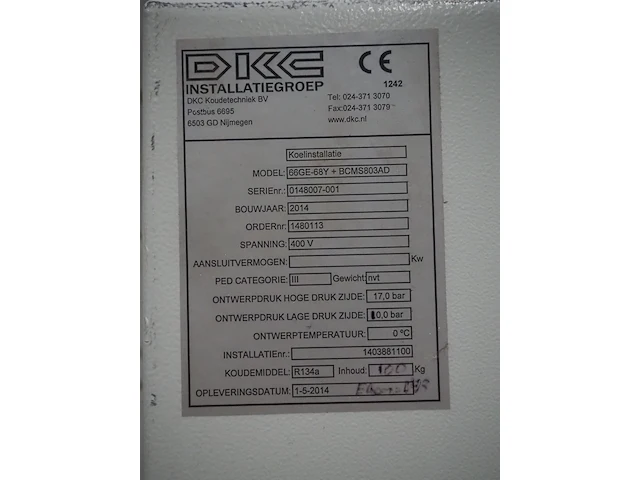 DKC CE
INSTALLATIEGROEP 1242
DKC Koudetechniek BV Tel: 024-371 3070
Postbus 6695 Fax:024-371 3079
6503 GD Nijmegen www.dkc.nl
Koelinstallatie
MODEL: 66GE-68Y + BCMS803AD
SERIEnr.: 0148007-001
BOUWJAAR: 2014
ORDERnr: 1480113
SPANNING: 400 V
AANSLUITVERMOGEN: Kw
PED CATEGORIE: III Gewicht: nvt
ONTWERPDRUK HOGE DRUK ZIJDE: 17,0 bar
ONTWERPDRUK LAGE DRUK ZIJDE: 0,0 bar
ONTWERPTEMPERATUUR: 0 ºC
INSTALLATIEnr.: 1403881100
KOUDEMIDDEL: R134a Inhoud: 100 Kg
OPLEVERINGSDATUM: 1-5-2014